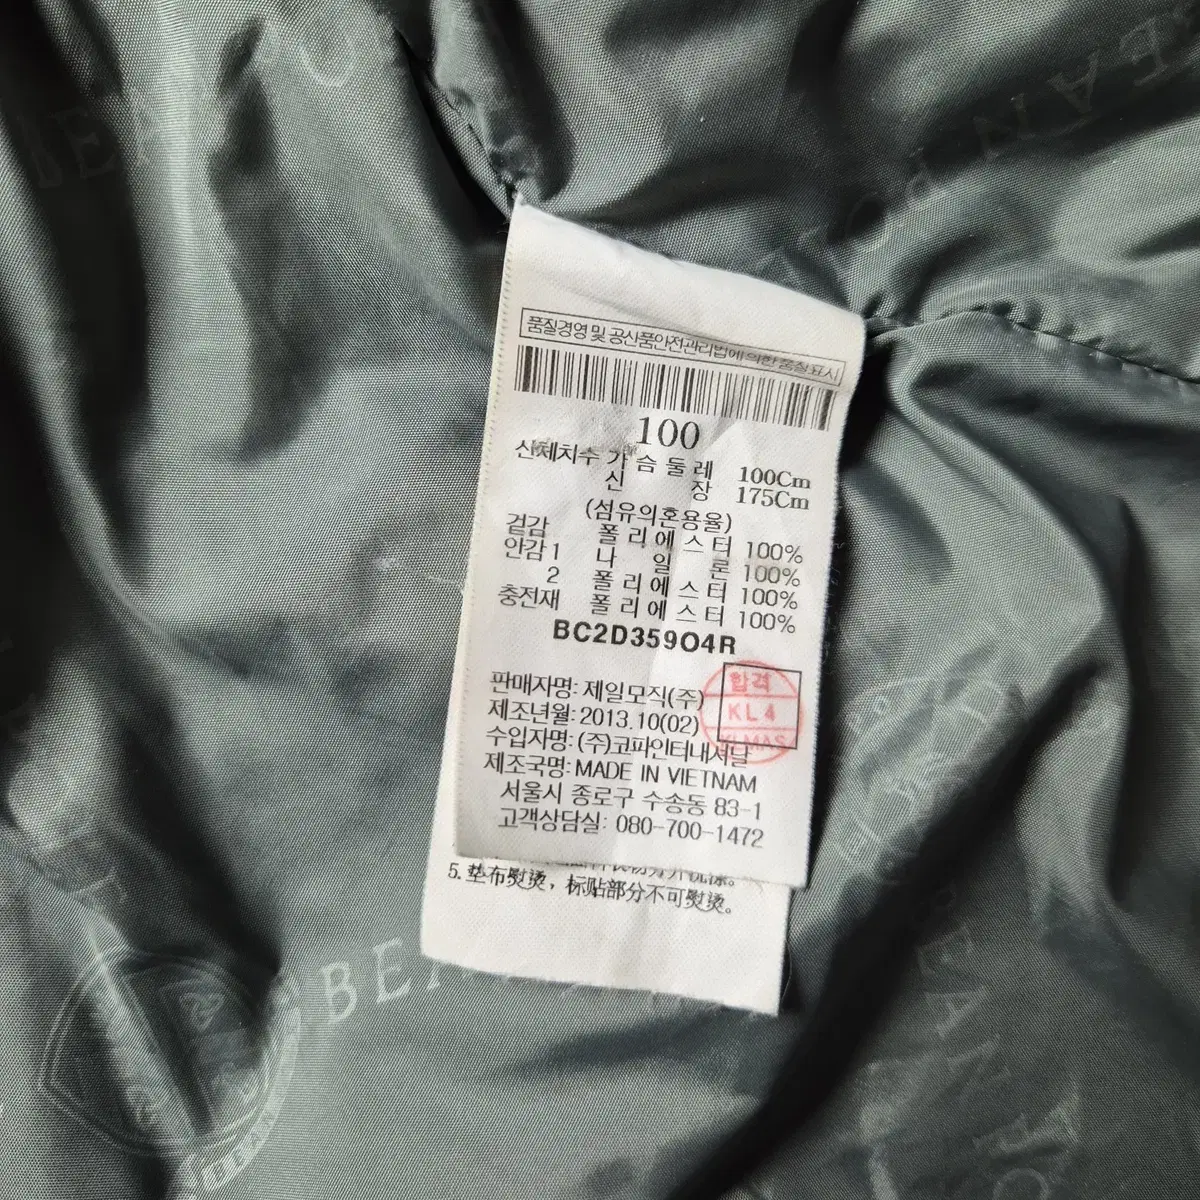 품질경영 및 공산품안전관리법에 의한 품질표시
100
신체치수 가슴둘레 100Cm
신장 175Cm
(섬유의혼용율)
겉감 폴리에스터 100%
안감1 나일론 100%
2 폴리에스터 100%
충전재 폴리에스터 100%
BC2D359O4R
판매자명: 제일모직(주)
합격
KL 4
제조년월: 2013.10(02)
수입자명: (주)코파인터내셔날
제조국명: MADE IN VIETNAM
서울시 종로구 수송동 83-1
고객상담실: 080-700-1472
5. 垫布熨烫，标贴部分不可熨烫。